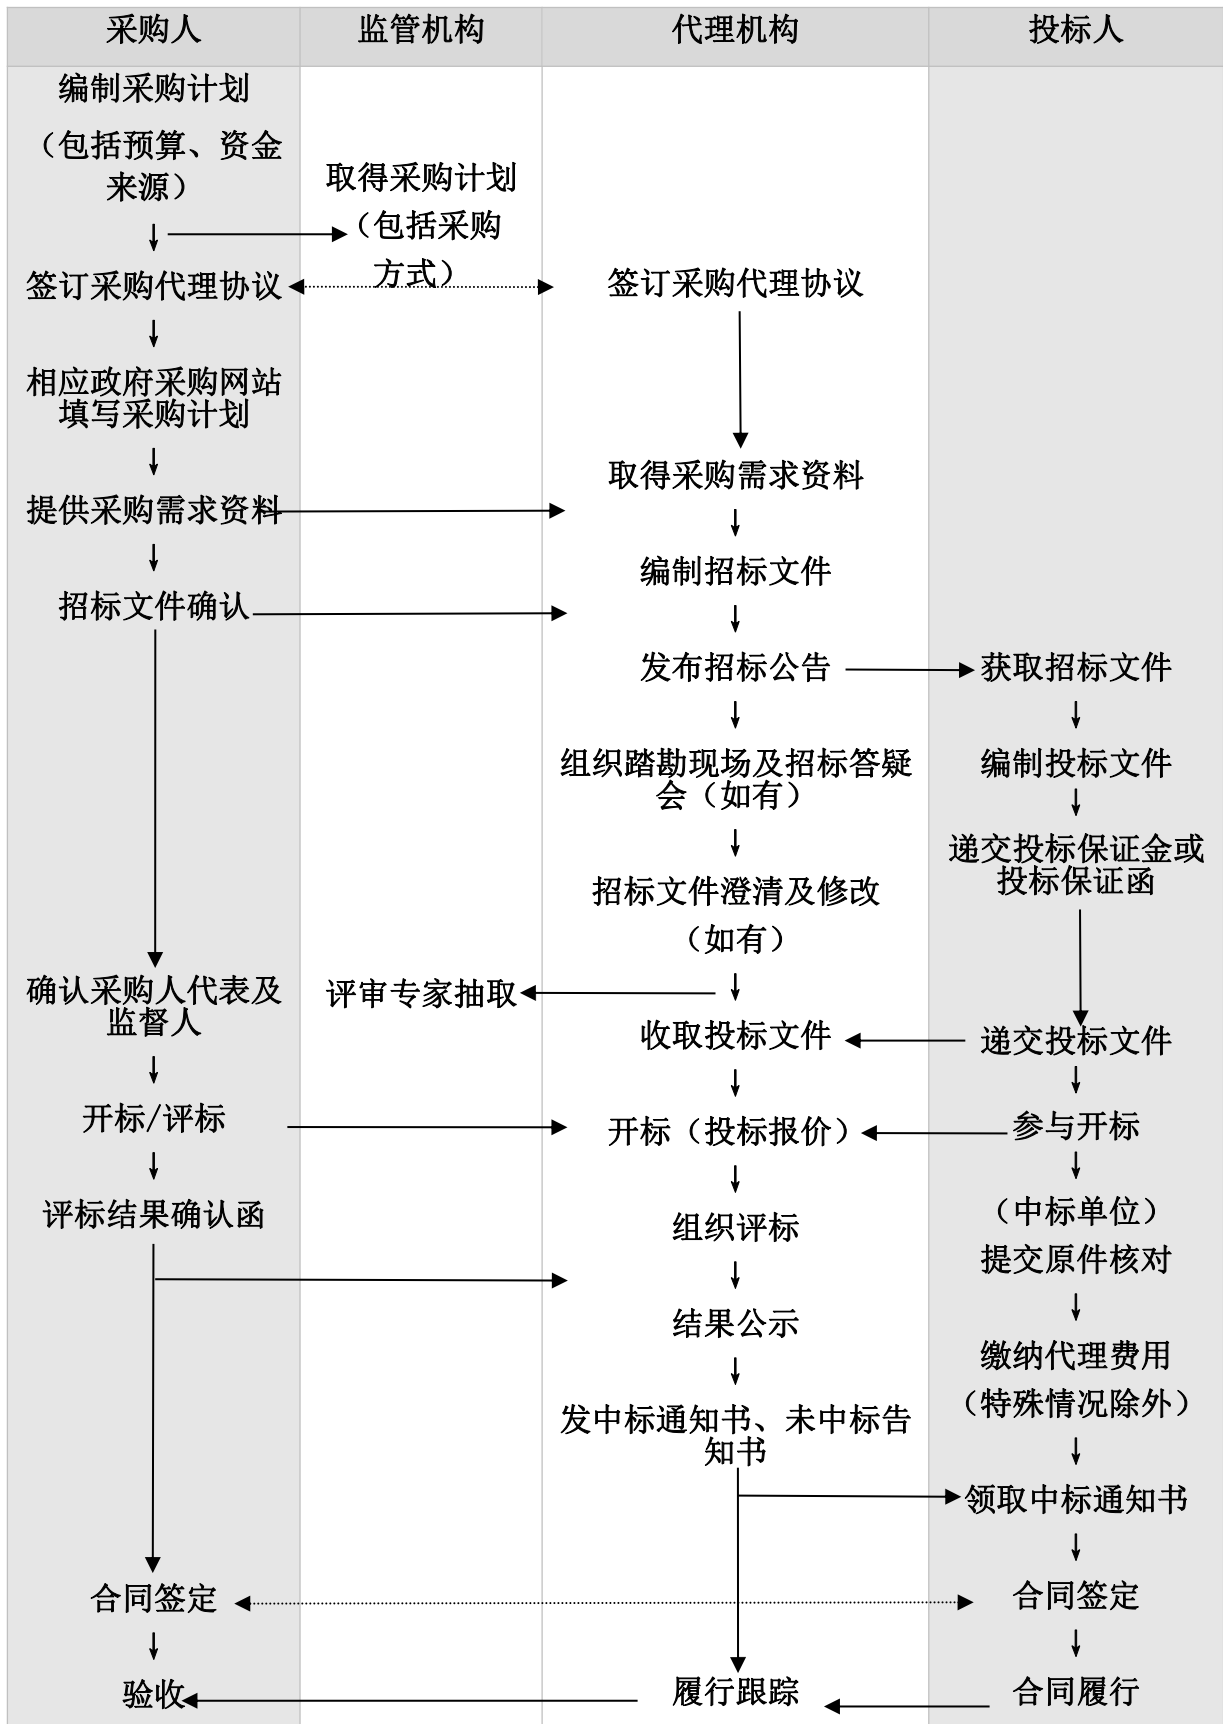 采购人
监管机构
代理机构
投标人
编制采购计划
（包括预算、资金
来源）
签订采购代理协议
相应政府采购网站
填写采购计划
提供采购需求资料
招标文件确认
确认采购人代表及
监督人
开标/评标
评标结果确认函
合同签定
验收
取得采购计划
（包括采购
方式）
评审专家抽取
签订采购代理协议
取得采购需求资料
编制招标文件
发布招标公告
组织踏勘现场及招标答疑
会（如有）
招标文件澄清及修改
（如有）
收取投标文件
开标（投标报价）
组织评标
结果公示
发中标通知书、未中标告
知书
履行跟踪
获取招标文件
编制投标文件
递交投标保证金或
投标保证函
递交投标文件
参与开标
（中标单位）
提交原件核对
缴纳代理费用
（特殊情况除外）
领取中标通知书
合同签定
合同履行